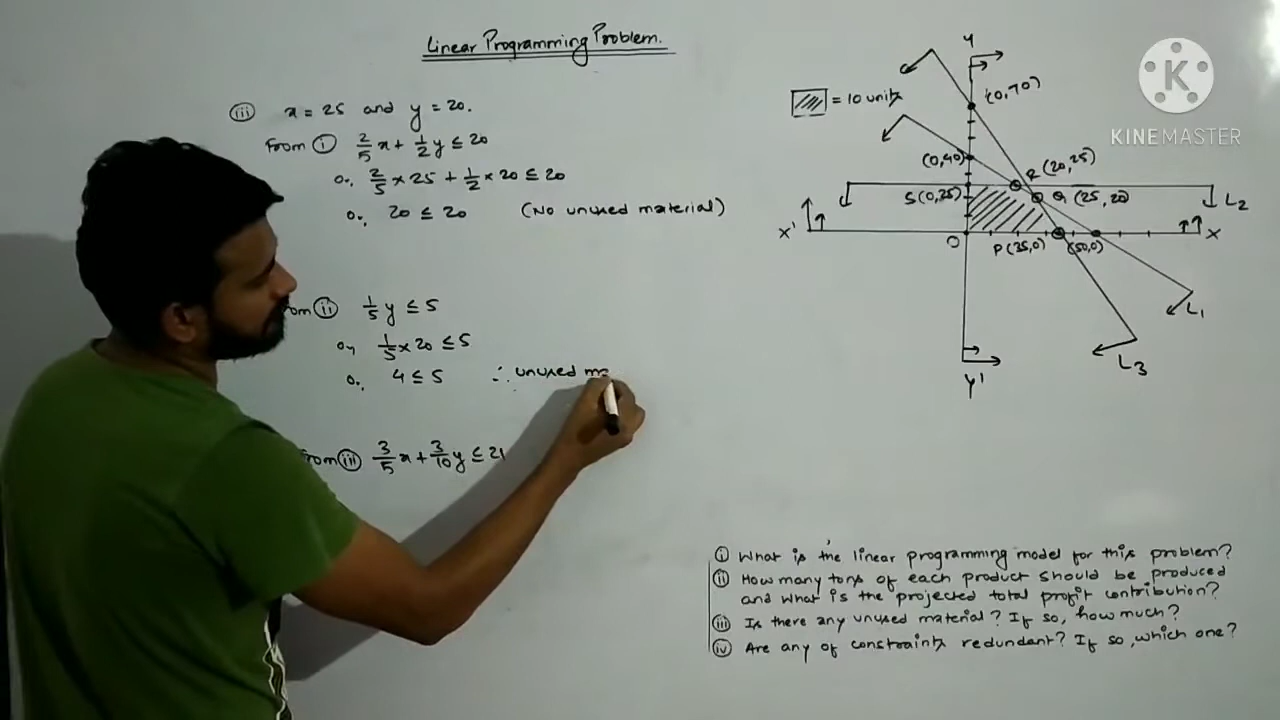 Linear Programming Problem.
iii x = 25 and y = 20.
From i 2/5 x + 1/2 y ≤ 20
or, 2/5 × 25 + 1/2 × 20 ≤ 20
or, 20 ≤ 20 (No unused material)
From ii 1/5 y ≤ 5
or, 1/5 × 20 ≤ 5
or, 4 ≤ 5 ∴ unused ma
From iii 3/5 x + 3/10 y ≤ 21
= 10 units
Y
(0,70)
(0,40)
R (20,25)
S (0,25)
Q (25,20)
L2
X'
O
P (35,0)
(50,0)
X
L1
L3
Y'
K
KINEMASTER
i What is the linear programming model for this problem?
ii How many tons of each product should be produced
and what is the projected total profit contribution?
iii Is there any unused material? If so, how much?
iv Are any of constraints redundant? If so, which one?